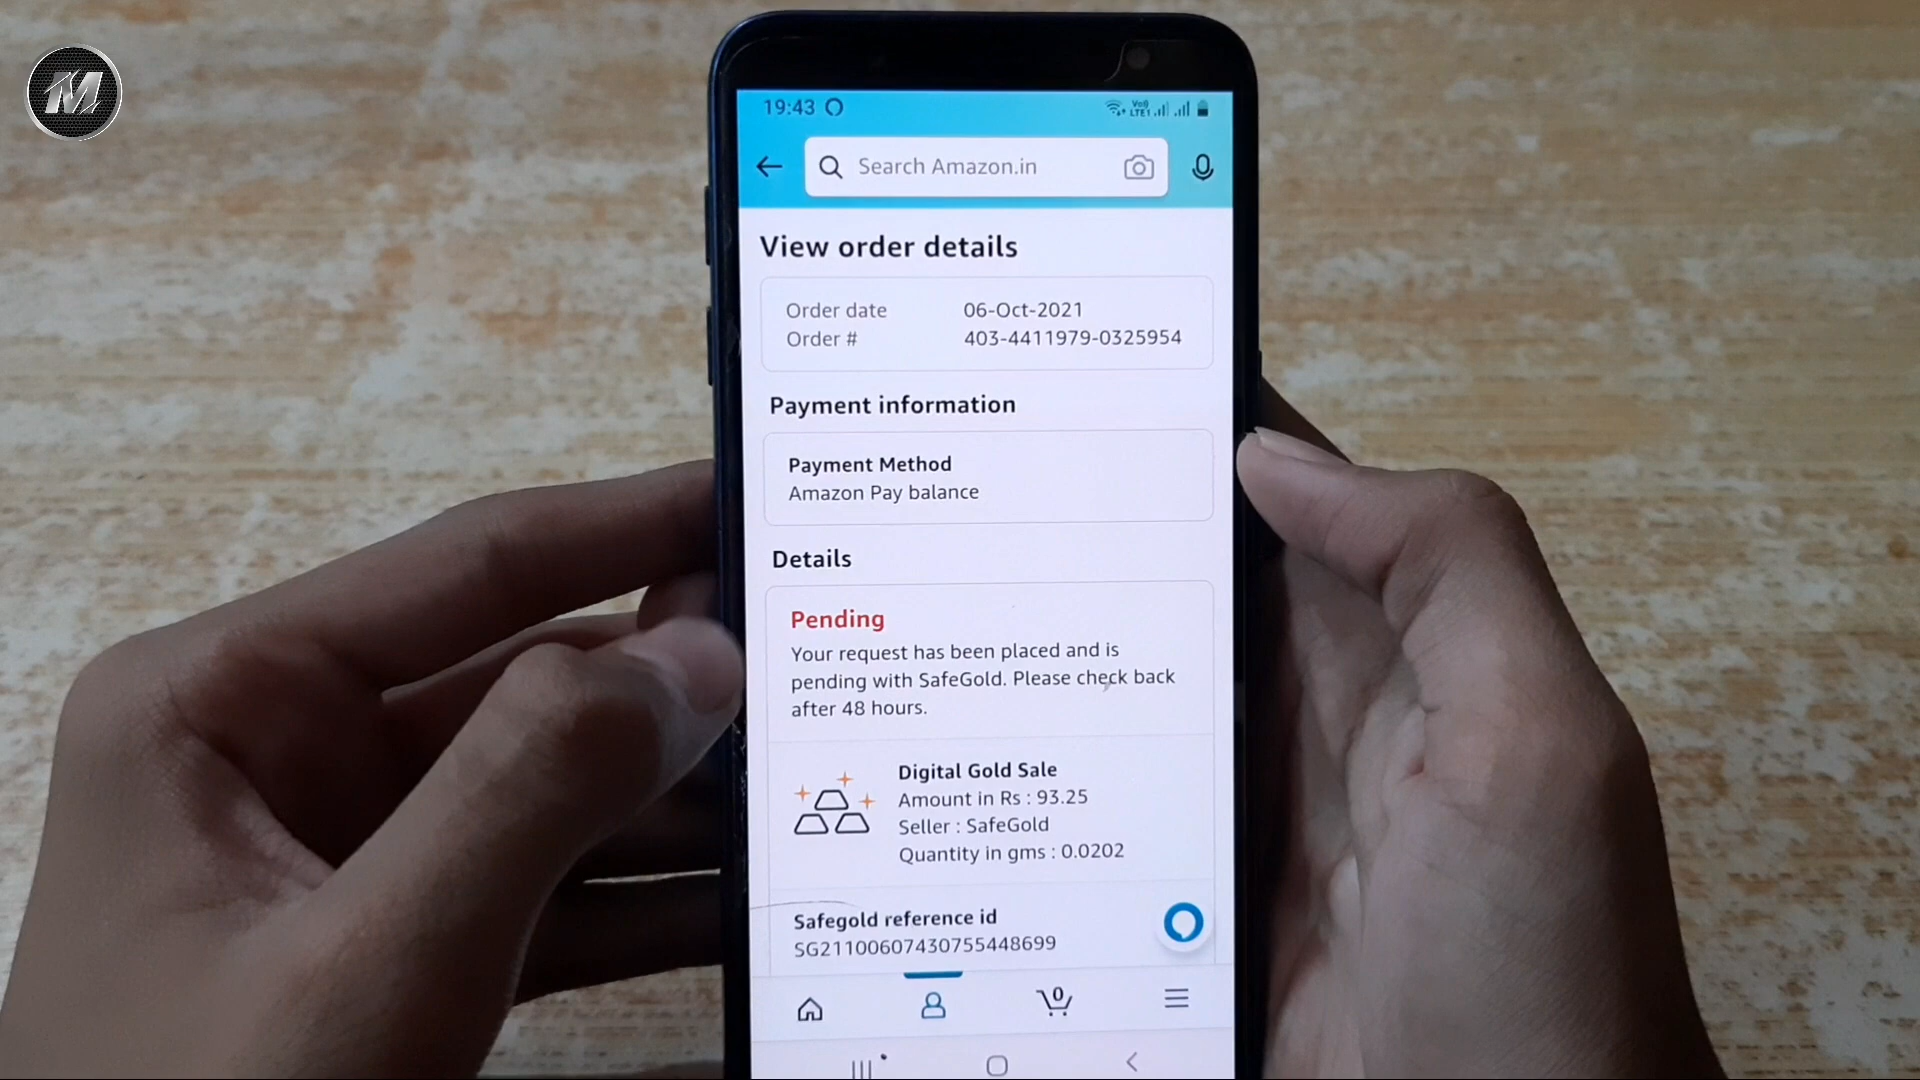 M
19:43
Vo)
LTE1
Search Amazon.in
View order details
Order date 06-Oct-2021
Order # 403-4411979-0325954
Payment information
Payment Method
Amazon Pay balance
Details
Pending
Your request has been placed and is
pending with SafeGold. Please check back
after 48 hours.
Digital Gold Sale
Amount in Rs : 93.25
Seller : SafeGold
Quantity in gms : 0.0202
Safegold reference id
SG21100607430755448699
0